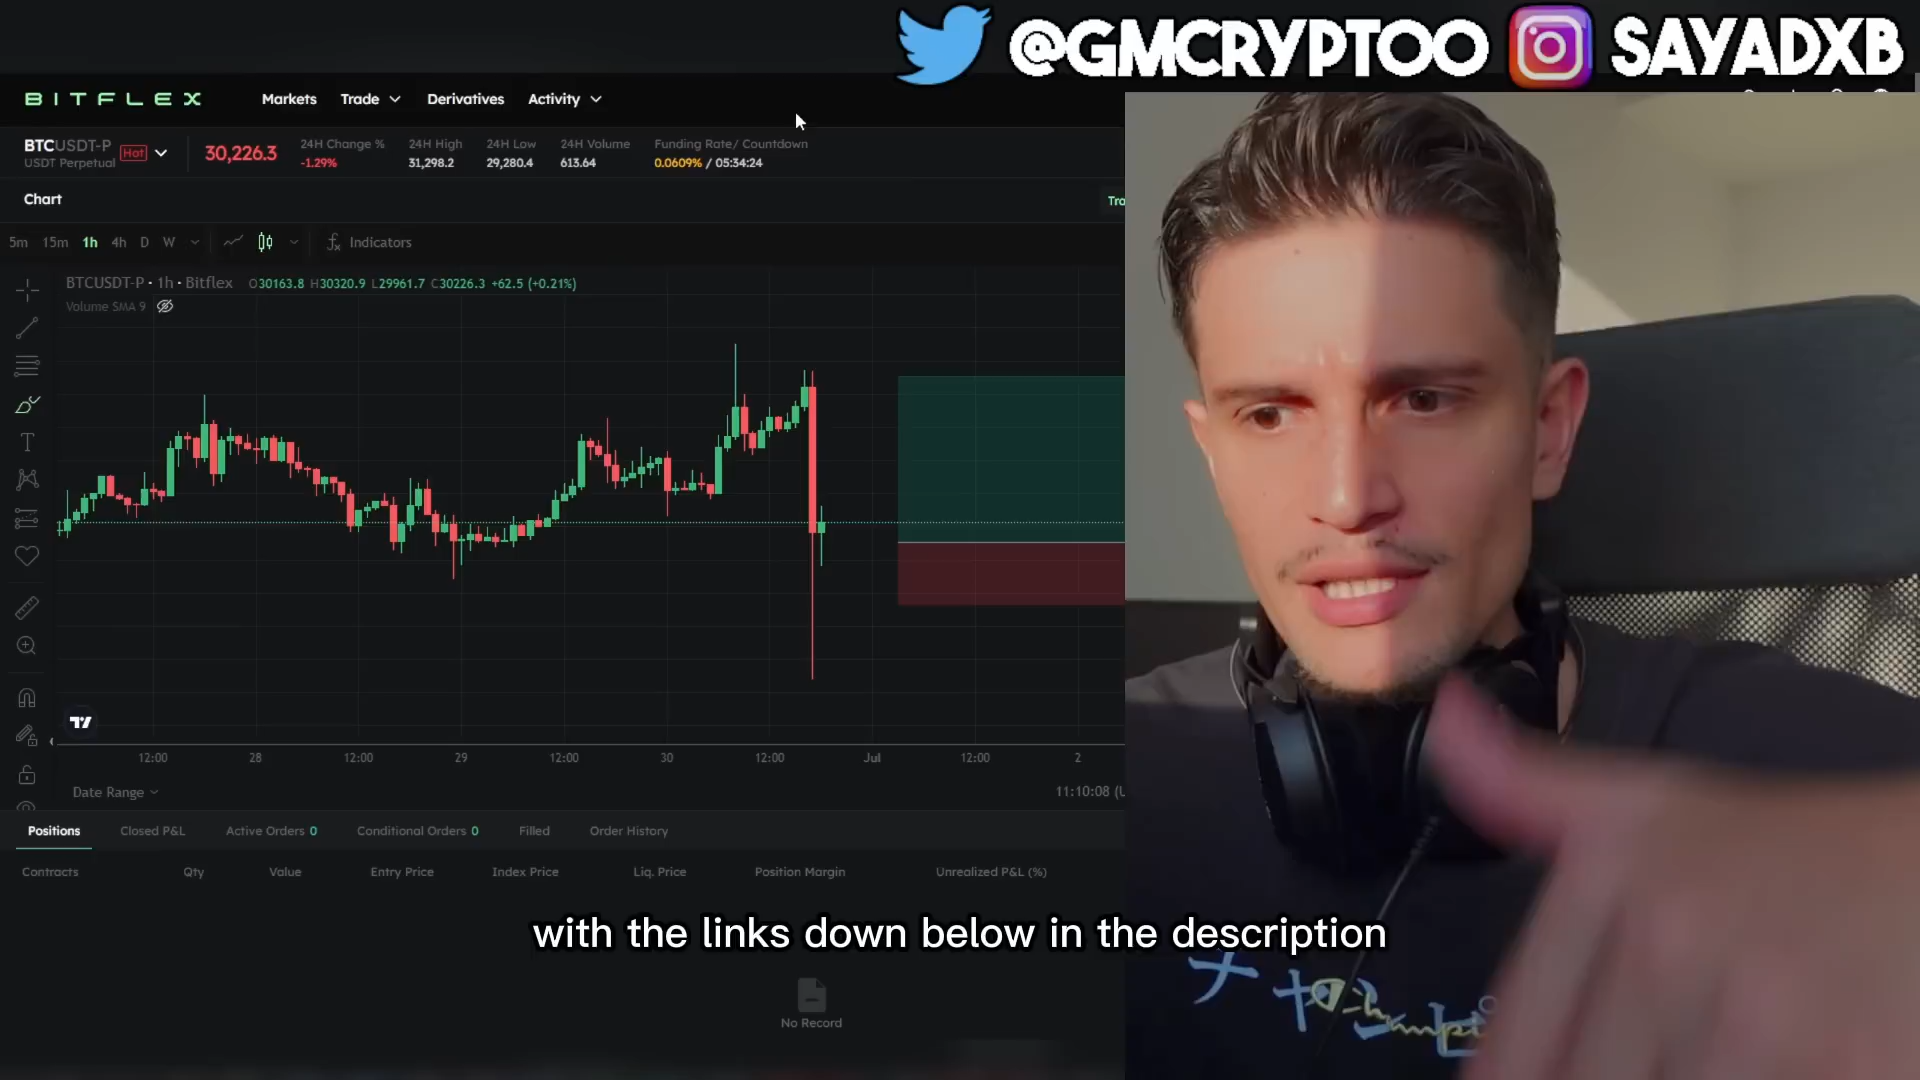 @GMCRYPTOO SAYADXB
BITFLEX Markets Trade Derivatives Activity
BTCUSDT-P Hot
USDT Perpetual
30,226.3
24H Change % 24H High 24H Low 24H Volume Funding Rate/ Countdown
-1.29% 31,298.2 29,280.4 613.64 0.0609% / 05:34:24
Chart
5m 15m 1h 4h D W Indicators
BTCUSDT-P · 1h · Bitflex O30163.8 H30320.9 L29961.7 C30226.3 +62.5 (+0.21%)
Volume SMA 9
12:00 28 12:00 29 12:00 30 12:00 Jul 12:00 2
Date Range 11:10:08
Positions Closed P&L Active Orders 0 Conditional Orders 0 Filled Order History
Contracts Qty Value Entry Price Index Price Liq. Price Position Margin Unrealized P&L (%)
with the links down below in the description
No Record